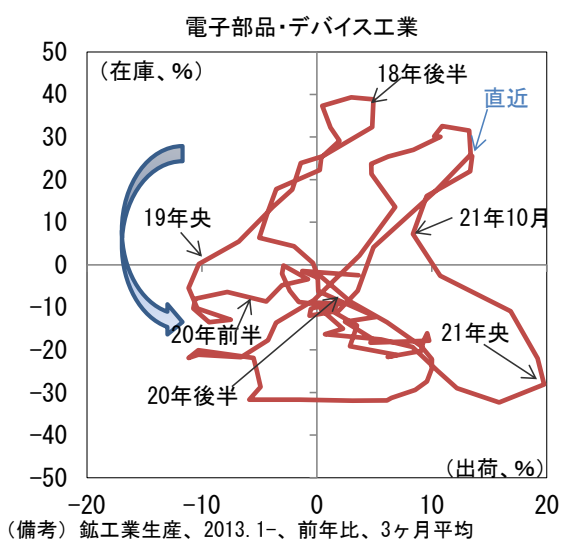 電子部品・デバイス工業
50
(在庫、%)
18年後半
40
直近
30
20
19年央
21年10月
10
0
-10
20年前半
21年央
-20
20年後半
-30
-40
(出荷、%)
-50
-20 -10 0 10 20
(備考) 鉱工業生産、2013.1-、前年比、3ヶ月平均